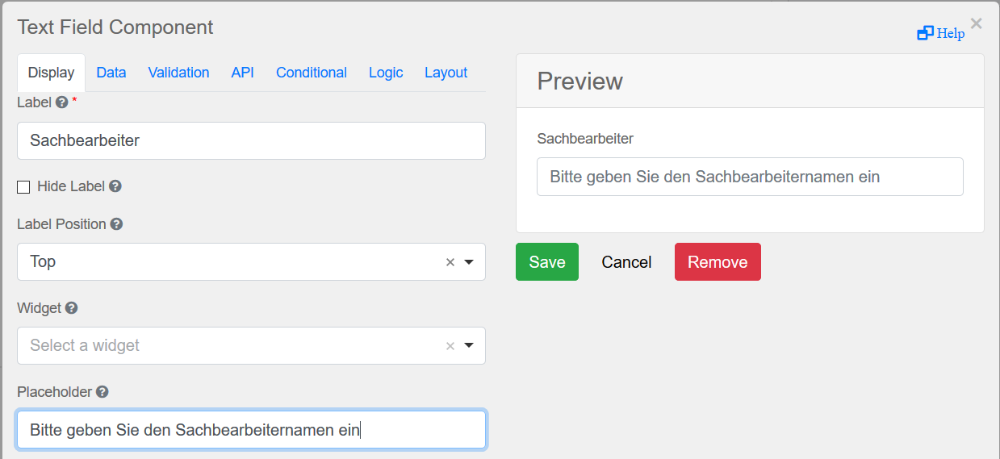 Text Field Component
Help
Display Data Validation API Conditional Logic Layout
Label *
Sachbearbeiter
Hide Label
Label Position
Top
Widget
Select a widget
Placeholder
Bitte geben Sie den Sachbearbeiternamen ein
Preview
Sachbearbeiter
Bitte geben Sie den Sachbearbeiternamen ein
Save Cancel Remove